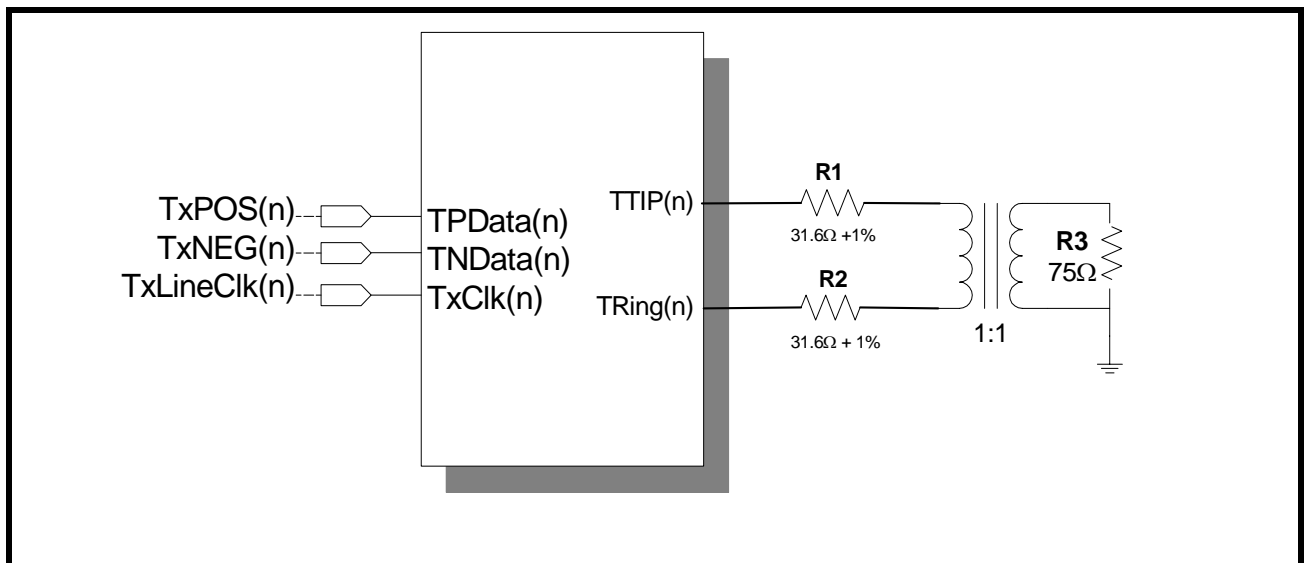 TxPOS(n)
TxNEG(n)
TxLineClk(n)
TPData(n)
TNData(n)
TxClk(n)
TTIP(n)
TRing(n)
R1
31.6Ω +1%
R2
31.6Ω + 1%
1:1
R3
75Ω